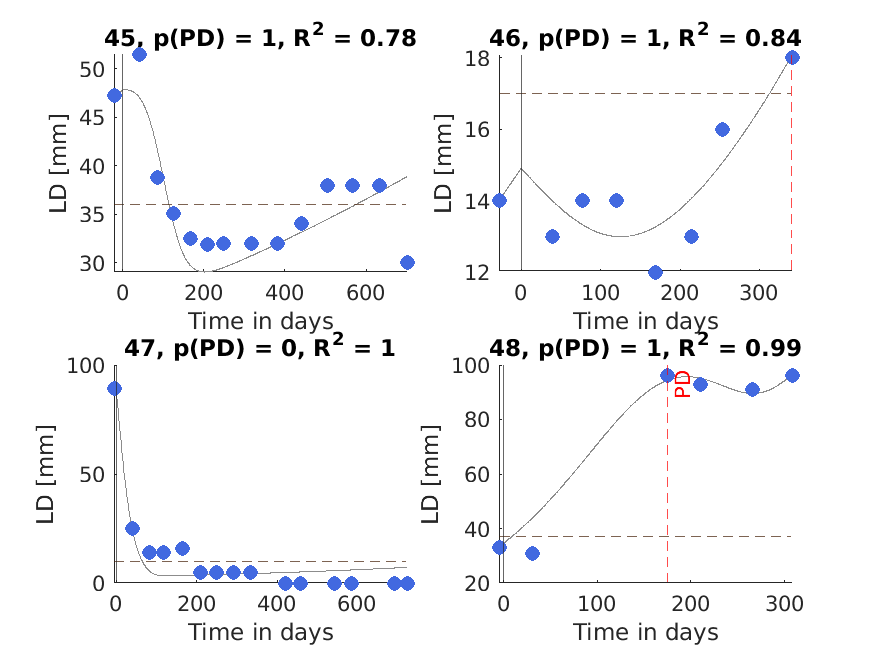 45, p(PD) = 1, R² = 0.78
50
45
40
35
30
LD [mm]
0
200
400
600
Time in days
46, p(PD) = 1, R² = 0.84
18
16
14
12
LD [mm]
0
100
200
300
Time in days
47, p(PD) = 0, R² = 1
100
50
0
LD [mm]
0
200
400
600
Time in days
48, p(PD) = 1, R² = 0.99
100
80
60
40
20
LD [mm]
PD
0
100
200
300
Time in days